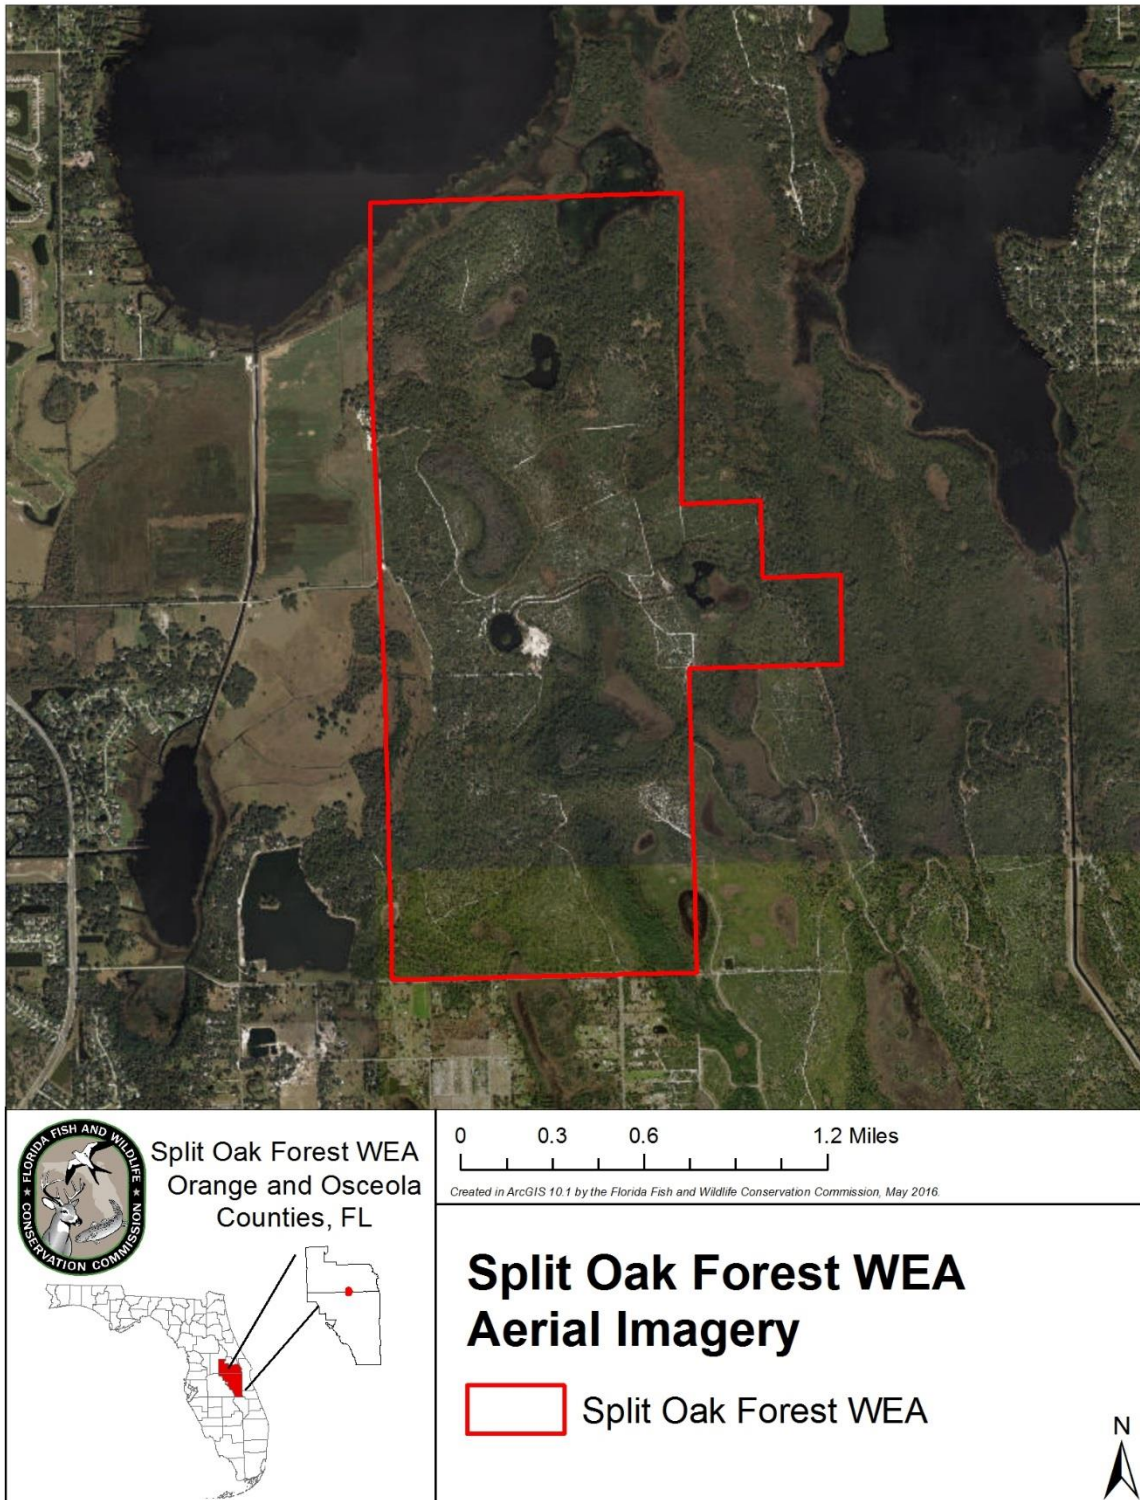 FLORIDA FISH AND WILDLIFE
CONSERVATION COMMISSION
Split Oak Forest WEA
Orange and Osceola
Counties, FL
0 0.3 0.6 1.2 Miles
Created in ArcGIS 10.1 by the Florida Fish and Wildlife Conservation Commission, May 2016.
Split Oak Forest WEA
Aerial Imagery
Split Oak Forest WEA
N